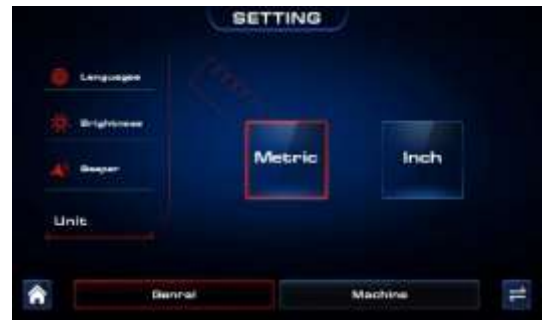 SETTING
Languages
Brightness
Beeper
Unit
Metric
Inch
Genral
Machine